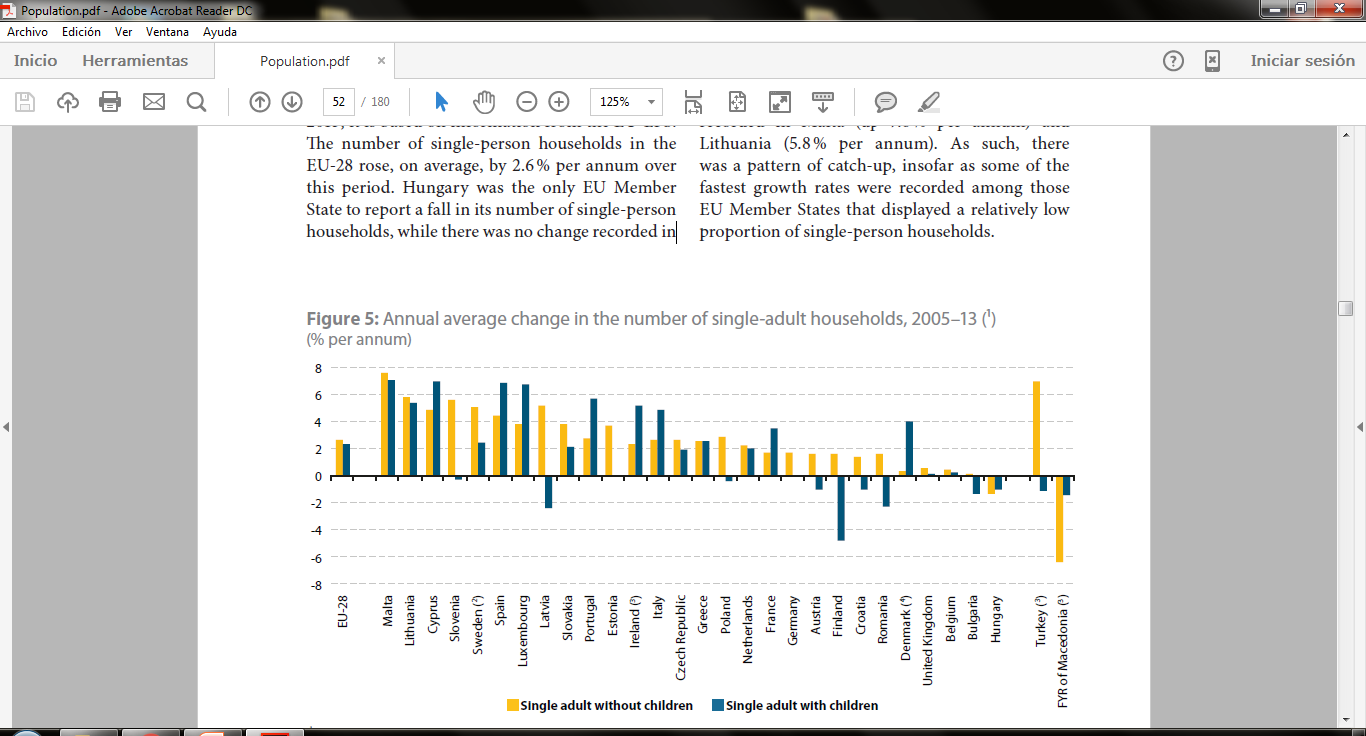 Population.pdf - Adobe Acrobat Reader DC
Archivo Edición Ver Ventana Ayuda
Inicio Herramientas Population.pdf × Iniciar sesión
52 / 180 125%
The number of single-person households in the
EU-28 rose, on average, by 2.6% per annum over
this period. Hungary was the only EU Member
State to report a fall in its number of single-person
households, while there was no change recorded in
Lithuania (5.8% per annum). As such, there
was a pattern of catch-up, insofar as some of the
fastest growth rates were recorded among those
EU Member States that displayed a relatively low
proportion of single-person households.
Figure 5: Annual average change in the number of single-adult households, 2005–13 (¹)
(% per annum)
8
6
4
2
0
-2
-4
-6
-8
EU-28
Malta
Lithuania
Cyprus
Slovenia
Sweden (²)
Spain
Luxembourg
Latvia
Slovakia
Portugal
Estonia
Ireland (³)
Italy
Czech Republic
Greece
Poland
Netherlands
France
Germany
Austria
Finland
Croatia
Romania
Denmark (⁴)
United Kingdom
Belgium
Bulgaria
Hungary
Turkey (³)
FYR of Macedonia (⁵)
Single adult without children Single adult with children